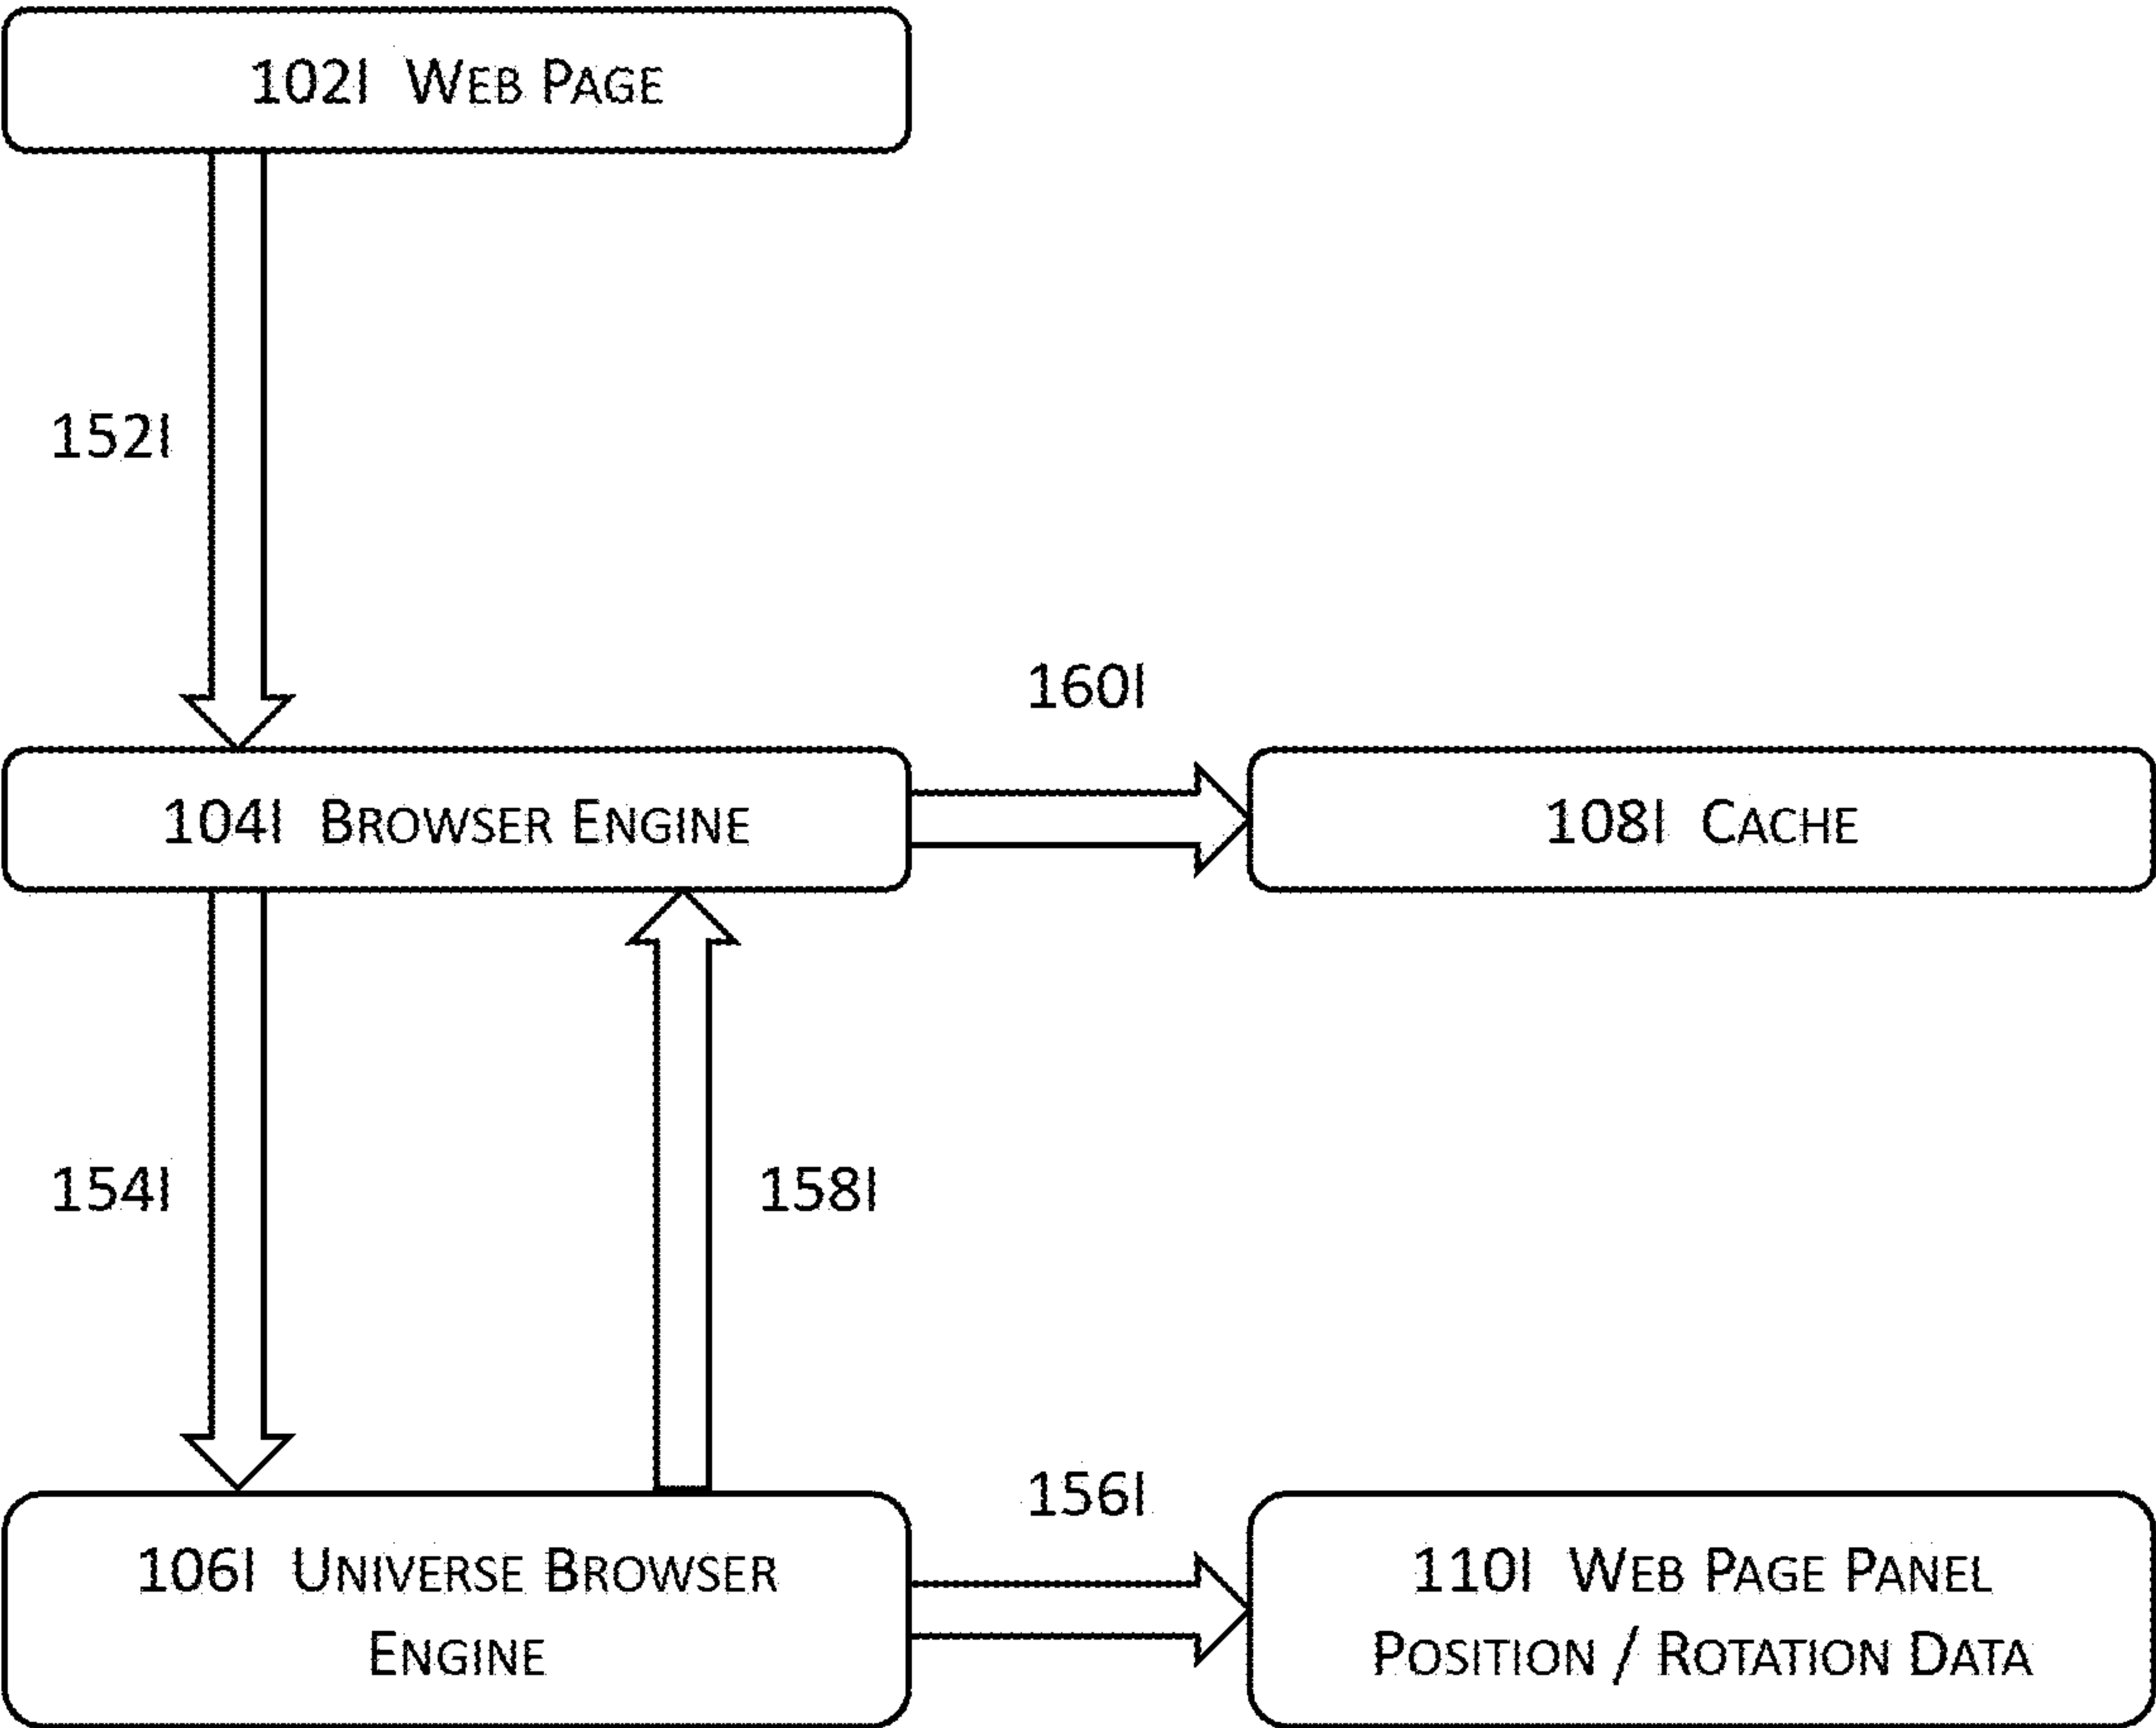 102I WEB PAGE
152I
160I
104I BROWSER ENGINE
108I CACHE
154I
158I
156I
106I UNIVERSE BROWSER
ENGINE
110I WEB PAGE PANEL
POSITION / ROTATION DATA